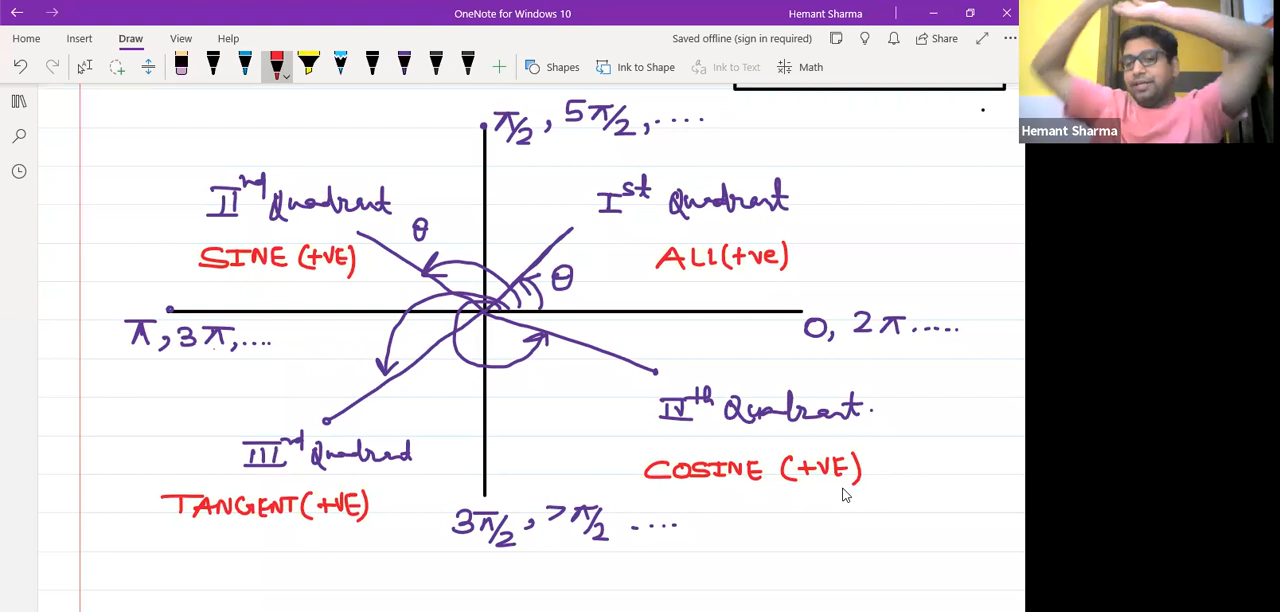 OneNote for Windows 10
Hemant Sharma
Home Insert Draw View Help
Saved offline (sign in required)
Share
Shapes
Ink to Shape
Ink to Text
Math
Hemant Sharma
π/2, 5π/2, ....
IInd Quadrant
Ist Quadrant
θ
SINE (+VE)
ALL (+ve)
θ
π, 3π, ....
0, 2π .....
IVth Quadrant.
IIIrd Quadrad
COSINE (+VE)
TANGENT (+VE)
3π/2, 7π/2 ....